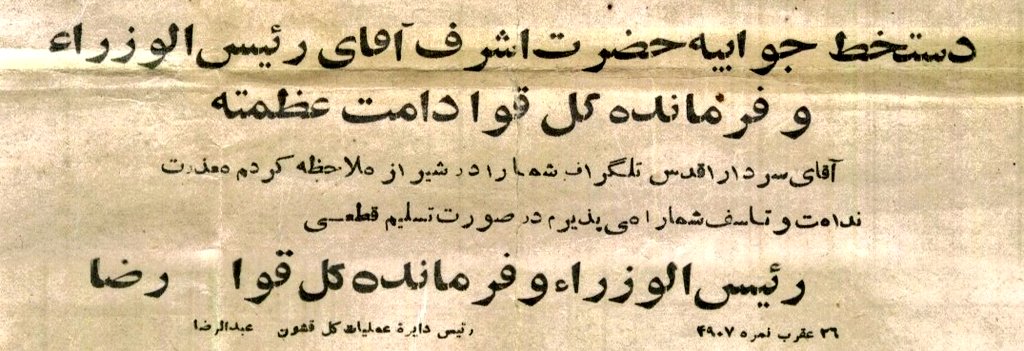 دستخط جوابیه حضرت اشرف آقای رئیس الوزراء
و فرمانده کل قوا دامت عظمته
آقای سردار اقدس تلگراف شما را در شیراز ملاحظه کردم معذرت
ندامت و تاسف شما را می پذیرم در صورت تسلیم قطعی
رئیس الوزراء و فرمانده کل قوا رضا
۲۶ عقرب نمره ۴۹۰۷ رئیس دایرۀ عملیات کل قشون عبدالرضا